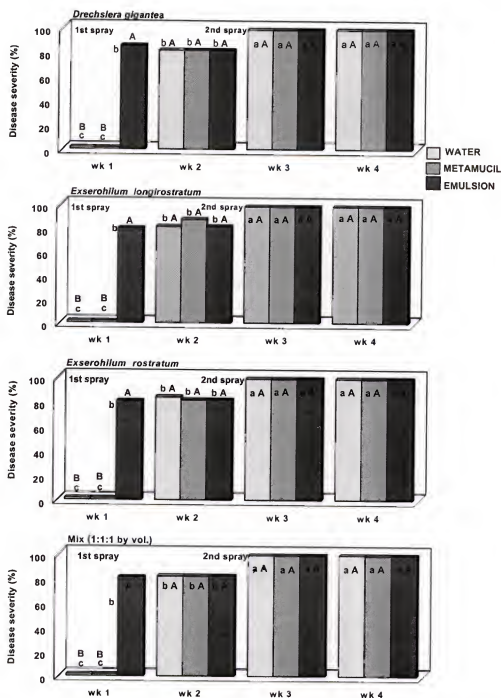 Drechslera gigantea
1st spray 2nd spray
Disease severity (%)
100
80
60
40
20
0
B B A b A b A b A a A a A a A a A a A a A
c c b
wk 1 wk 2 wk 3 wk 4
WATER
METAMUCIL
EMULSION
Exserohilum longirostratum
1st spray 2nd spray
Disease severity (%)
100
80
60
40
20
0
B B A b A b A b A a A a A a A a A a A a A
c c b
wk 1 wk 2 wk 3 wk 4
Exserohilum rostratum
1st spray 2nd spray
Disease severity (%)
100
80
60
40
20
0
B B A b A b A b A a A a A a A a A a A
c c b
wk 1 wk 2 wk 3 wk 4
Mix (1:1:1 by vol.)
1st spray 2nd spray
Disease severity (%)
100
80
60
40
20
0
B B A b A b A b A a A a A a A a A a A a A
c c b
wk 1 wk 2 wk 3 wk 4